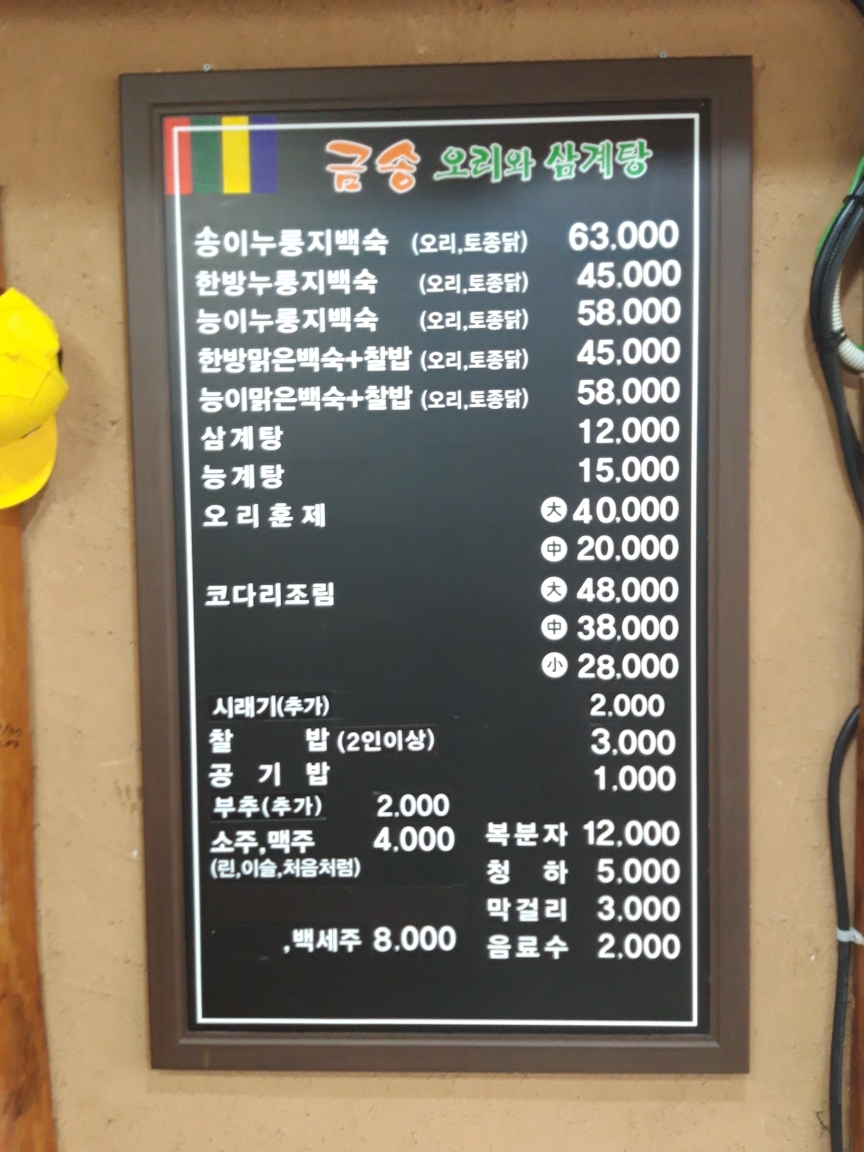 금송 오리와 삼계탕
송이누룽지백숙 (오리,토종닭) 63.000
한방누룽지백숙 (오리,토종닭) 45.000
능이누룽지백숙 (오리,토종닭) 58.000
한방맑은백숙+찰밥 (오리,토종닭) 45.000
능이맑은백숙+찰밥 (오리,토종닭) 58.000
삼계탕 12.000
능계탕 15.000
오리훈제 大 40.000
中 20.000
코다리조림 大 48.000
中 38.000
小 28.000
시래기(추가) 2.000
찰 밥 (2인이상) 3.000
공 기 밥 1.000
부추(추가) 2.000
소주,맥주 4.000
(린,이슬,처음처럼)
,백세주 8.000
복분자 12.000
청 하 5.000
막걸리 3.000
음료수 2.000